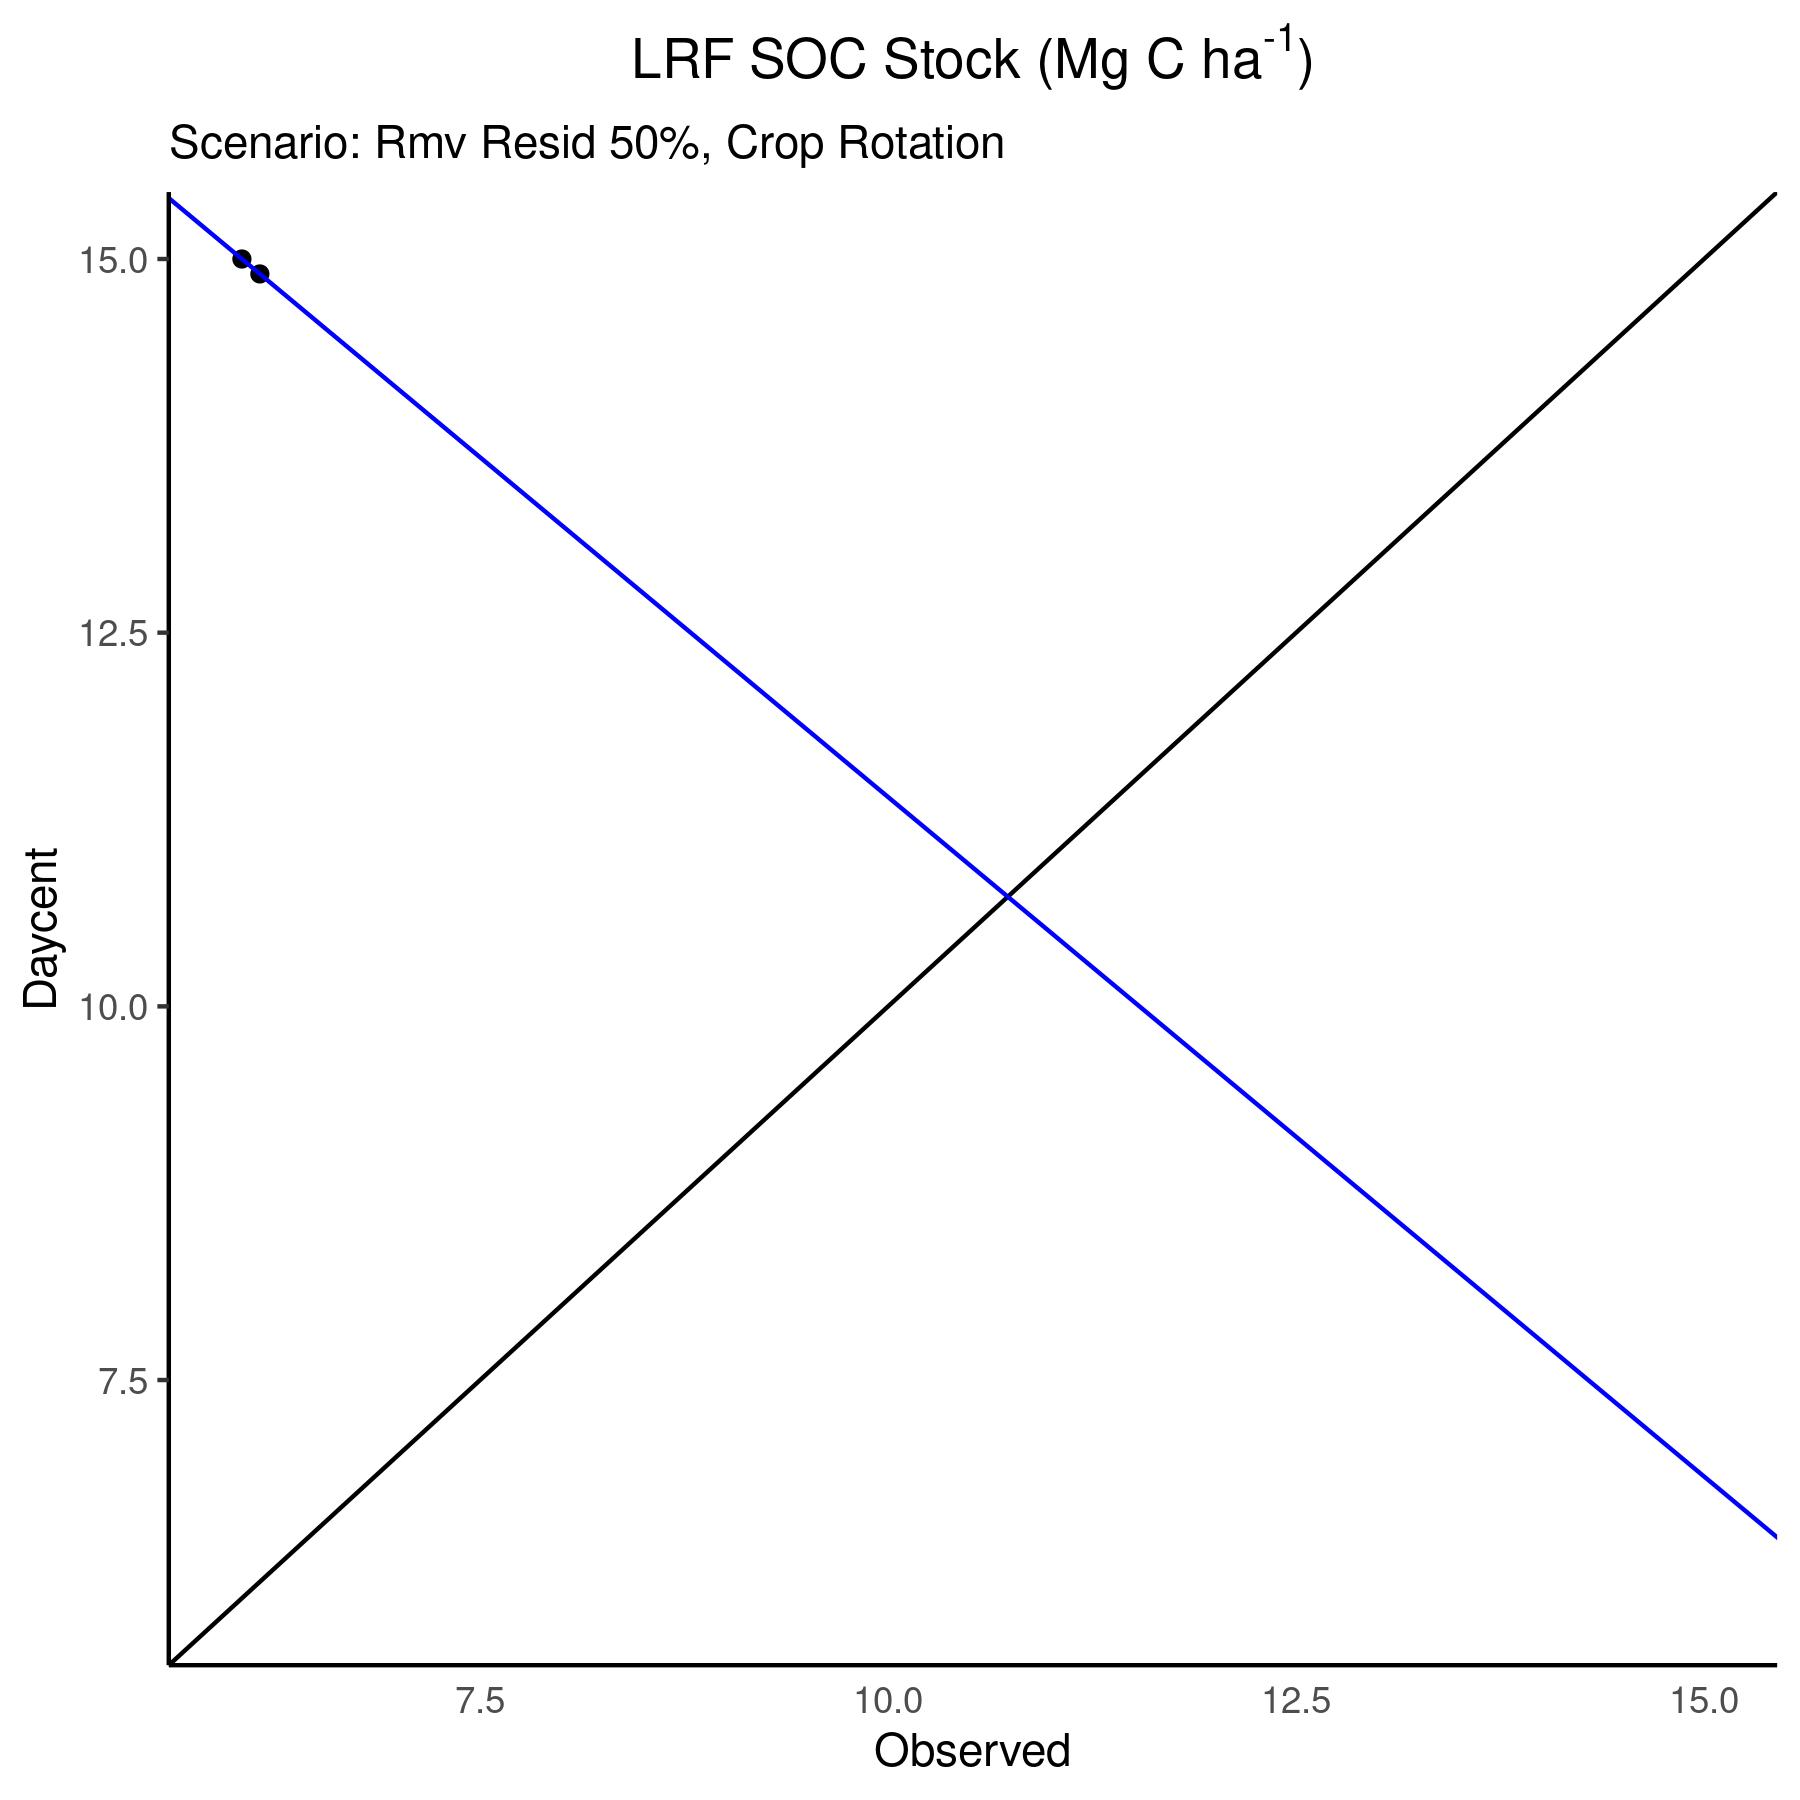 LRF SOC Stock (Mg C ha⁻¹)
Scenario: Rmv Resid 50%, Crop Rotation
15.0
12.5
10.0
7.5
Daycent
7.5 10.0 12.5 15.0
Observed